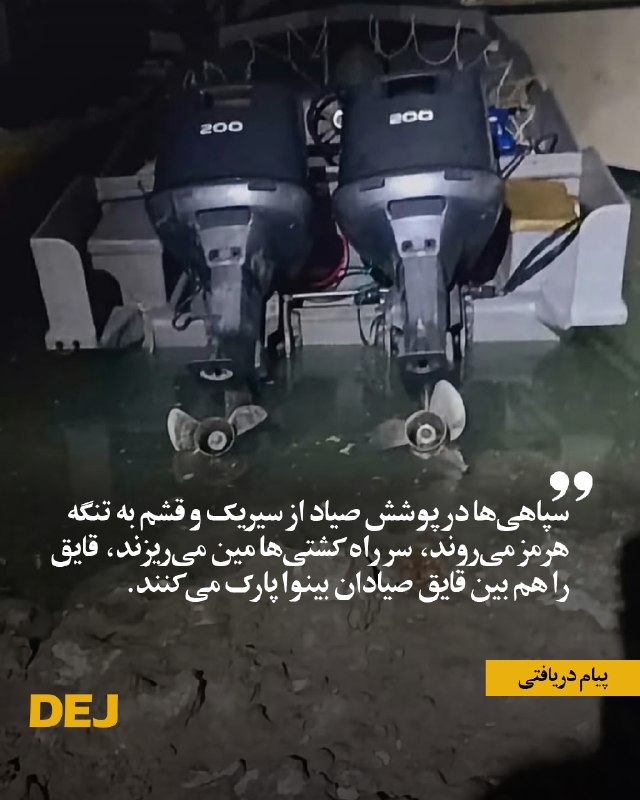 200
200
”
سپاهی‌ها در پوشش صیاد از سیریک و قشم به تنگه
هرمز می‌روند، سر راه کشتی‌ها مین می‌ریزند، قایق
را هم بین قایق صیادان بینوا پارک می‌کنند.
پیام دریافتی
DEJ